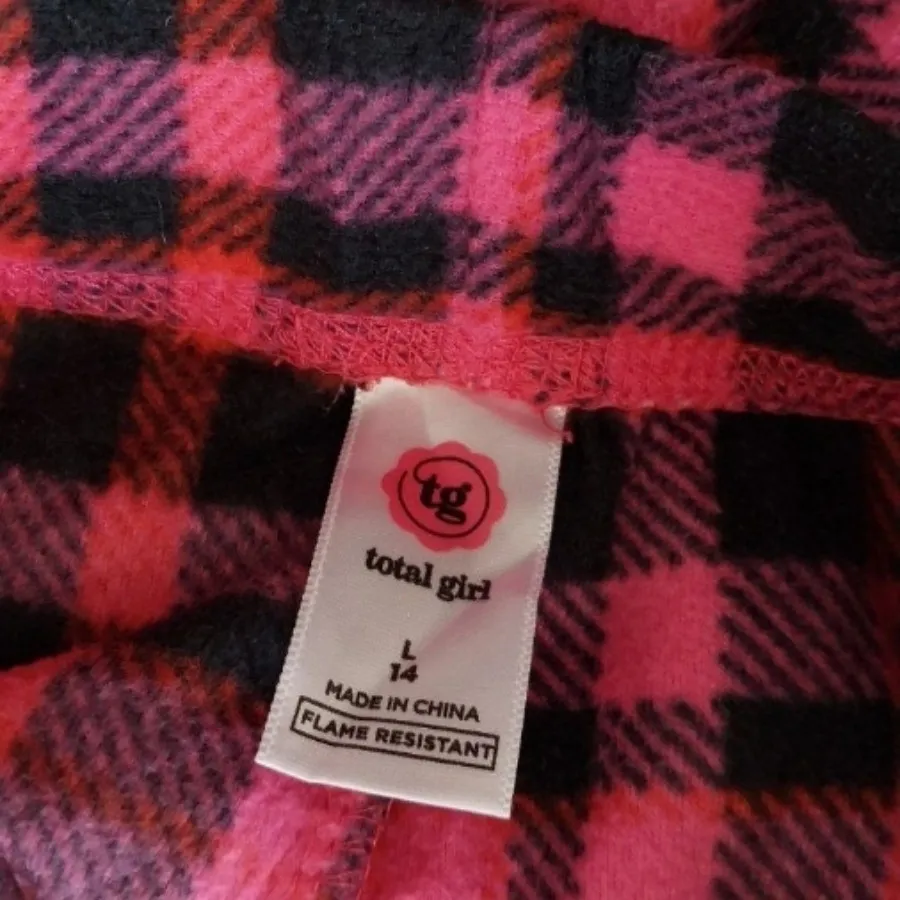 tg
total girl
L
14
MADE IN CHINA
FLAME RESISTANT